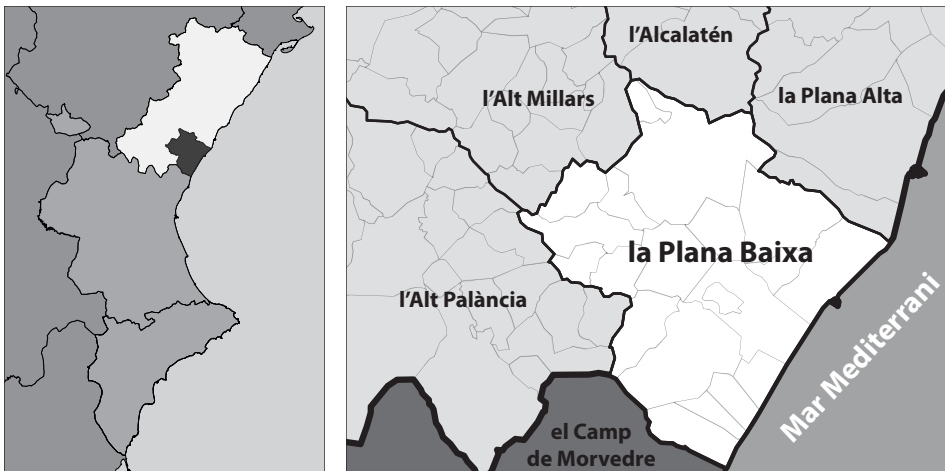 l'Alcalatén
l'Alt Millars
la Plana Alta
la Plana Baixa
l'Alt Palància
Mar Mediterrani
el Camp
de Morvedre